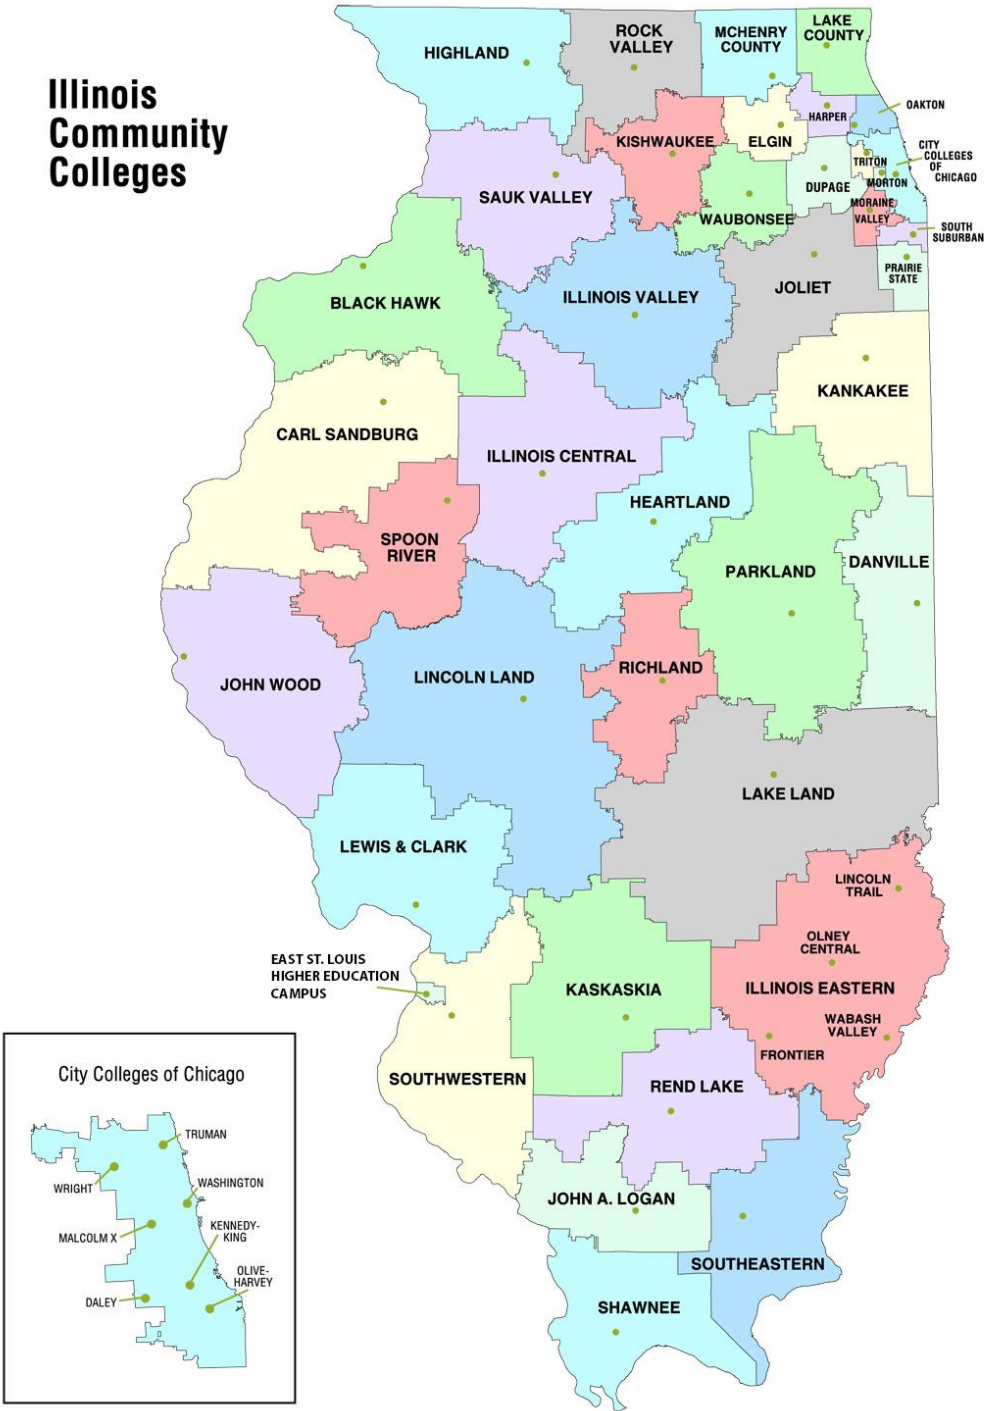 Illinois
Community
Colleges
HIGHLAND
ROCK
VALLEY
MCHENRY
COUNTY
LAKE
COUNTY
HARPER
OAKTON
KISHWAUKEE
ELGIN
CITY
COLLEGES
OF
CHICAGO
TRITON
SAUK VALLEY
DUPAGE
MORTON
MORAINE
VALLEY
WAUBONSEE
SOUTH
SUBURBAN
PRAIRIE
STATE
BLACK HAWK
ILLINOIS VALLEY
JOLIET
KANKAKEE
CARL SANDBURG
ILLINOIS CENTRAL
HEARTLAND
SPOON
RIVER
PARKLAND
DANVILLE
RICHLAND
JOHN WOOD
LINCOLN LAND
LAKE LAND
LEWIS & CLARK
LINCOLN
TRAIL
OLNEY
CENTRAL
EAST ST. LOUIS
HIGHER EDUCATION
CAMPUS
KASKASKIA
ILLINOIS EASTERN
WABASH
VALLEY
FRONTIER
SOUTHWESTERN
REND LAKE
JOHN A. LOGAN
SOUTHEASTERN
SHAWNEE
City Colleges of Chicago
TRUMAN
WRIGHT
WASHINGTON
MALCOLM X
KENNEDY-
KING
OLIVE-
HARVEY
DALEY